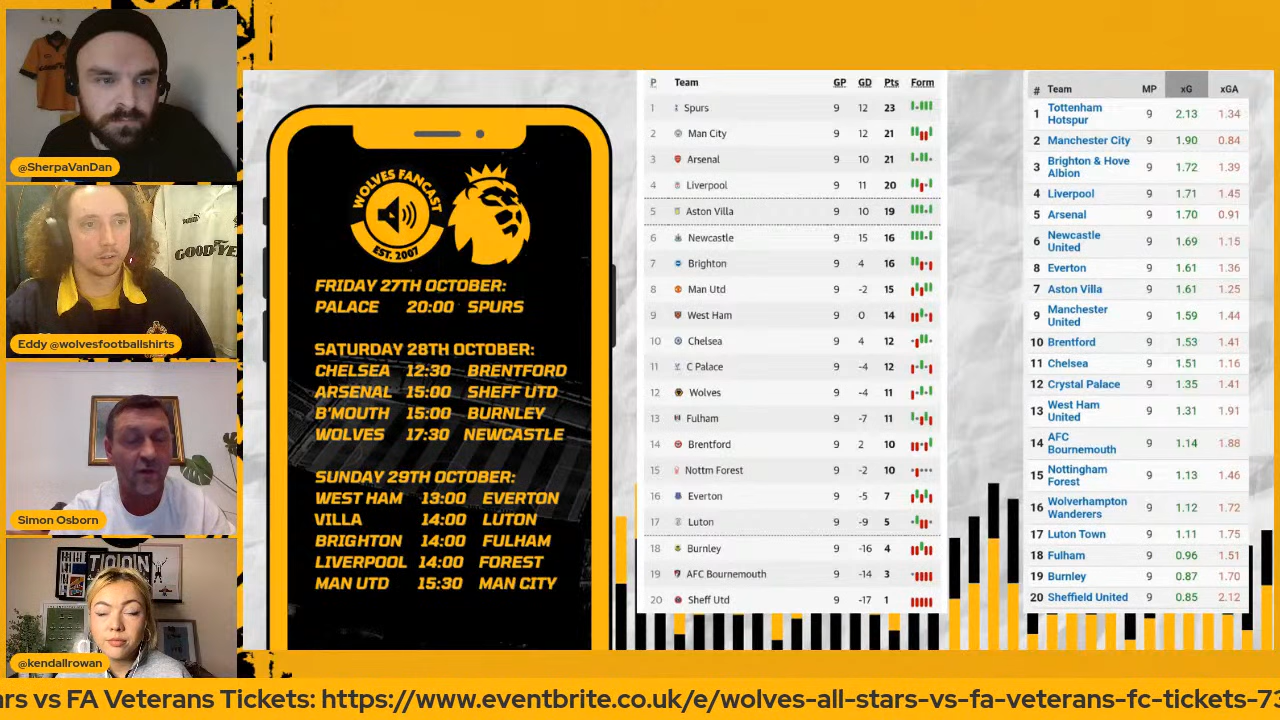 @SherpaVanDan
GOODYEAR
Eddy @wolvesfootballshirts
Simon Osborn
TOON
@kendallrowan
WOLVES FANCAST
EST. 2007
FRIDAY 27TH OCTOBER:
PALACE 20:00 SPURS
SATURDAY 28TH OCTOBER:
CHELSEA 12:30 BRENTFORD
ARSENAL 15:00 SHEFF UTD
B'MOUTH 15:00 BURNLEY
WOLVES 17:30 NEWCASTLE
SUNDAY 29TH OCTOBER:
WEST HAM 13:00 EVERTON
VILLA 14:00 LUTON
BRIGHTON 14:00 FULHAM
LIVERPOOL 14:00 FOREST
MAN UTD 15:30 MAN CITY
P Team GP GD Pts Form
1 Spurs 9 12 23
2 Man City 9 12 21
3 Arsenal 9 10 21
4 Liverpool 9 11 20
5 Aston Villa 9 10 19
6 Newcastle 9 15 16
7 Brighton 9 4 16
8 Man Utd 9 -2 15
9 West Ham 9 0 14
10 Chelsea 9 4 12
11 C Palace 9 -4 12
12 Wolves 9 -4 11
13 Fulham 9 -7 11
14 Brentford 9 2 10
15 Nottm Forest 9 -2 10
16 Everton 9 -5 7
17 Luton 9 -9 5
18 Burnley 9 -16 4
19 AFC Bournemouth 9 -14 3
20 Sheff Utd 9 -17 1
# Team MP xG xGA
1 Tottenham Hotspur 9 2.13 1.34
2 Manchester City 9 1.90 0.84
3 Brighton & Hove Albion 9 1.72 1.39
4 Liverpool 9 1.71 1.45
5 Arsenal 9 1.70 0.91
6 Newcastle United 9 1.69 1.15
8 Everton 9 1.61 1.36
7 Aston Villa 9 1.61 1.25
9 Manchester United 9 1.59 1.44
10 Brentford 9 1.53 1.41
11 Chelsea 9 1.51 1.16
12 Crystal Palace 9 1.35 1.41
13 West Ham United 9 1.31 1.91
14 AFC Bournemouth 9 1.14 1.88
15 Nottingham Forest 9 1.13 1.46
16 Wolverhampton Wanderers 9 1.12 1.72
17 Luton Town 9 1.11 1.75
18 Fulham 9 0.96 1.51
19 Burnley 9 0.87 1.70
20 Sheffield United 9 0.85 2.12
ars vs FA Veterans Tickets: https://www.eventbrite.co.uk/e/wolves-all-stars-vs-fa-veterans-fc-tickets-73